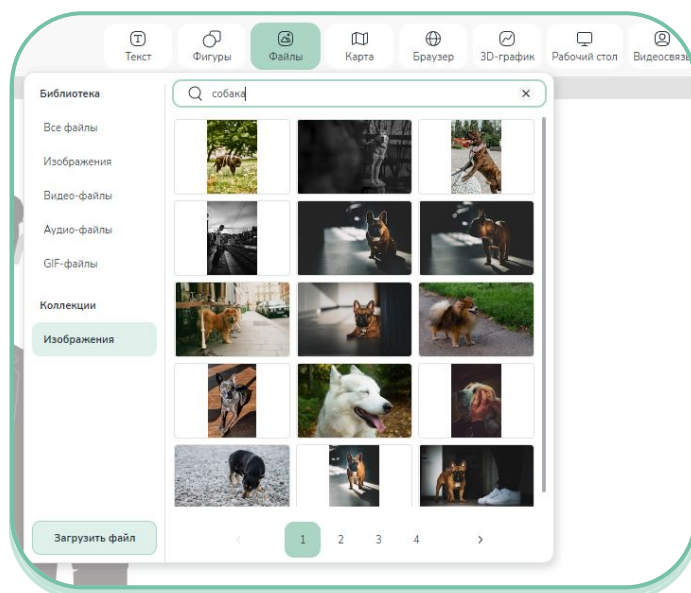 Текст
Фигуры
Файлы
Карта
Браузер
3D-график
Рабочий стол
Видеосвязь
Библиотека
собака
Все файлы
Изображения
Видео-файлы
Аудио-файлы
GIF-файлы
Коллекции
Изображения
Загрузить файл
1 2 3 4